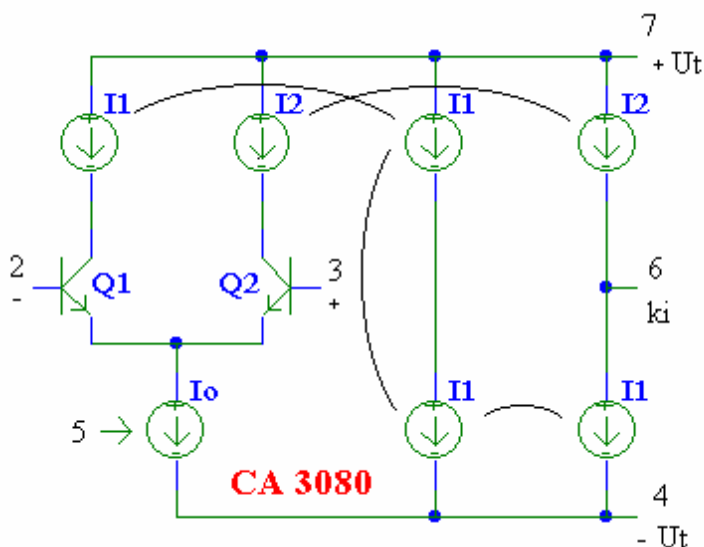 7
+ Ut
I1 I2 I1 I2
2 - Q1 Q2 3 +
6
ki
Io I1 I1
5
CA 3080
4
- Ut